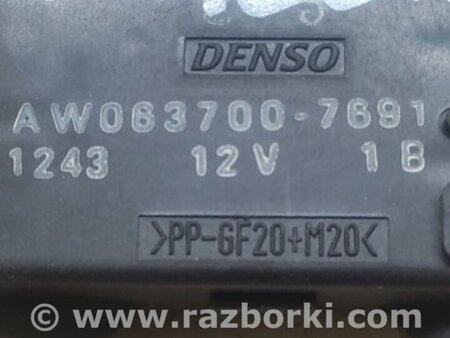 DENSO
AW063700-7691
1243 12V 1B
>PP-GF20+M20<
© www.razborki.com